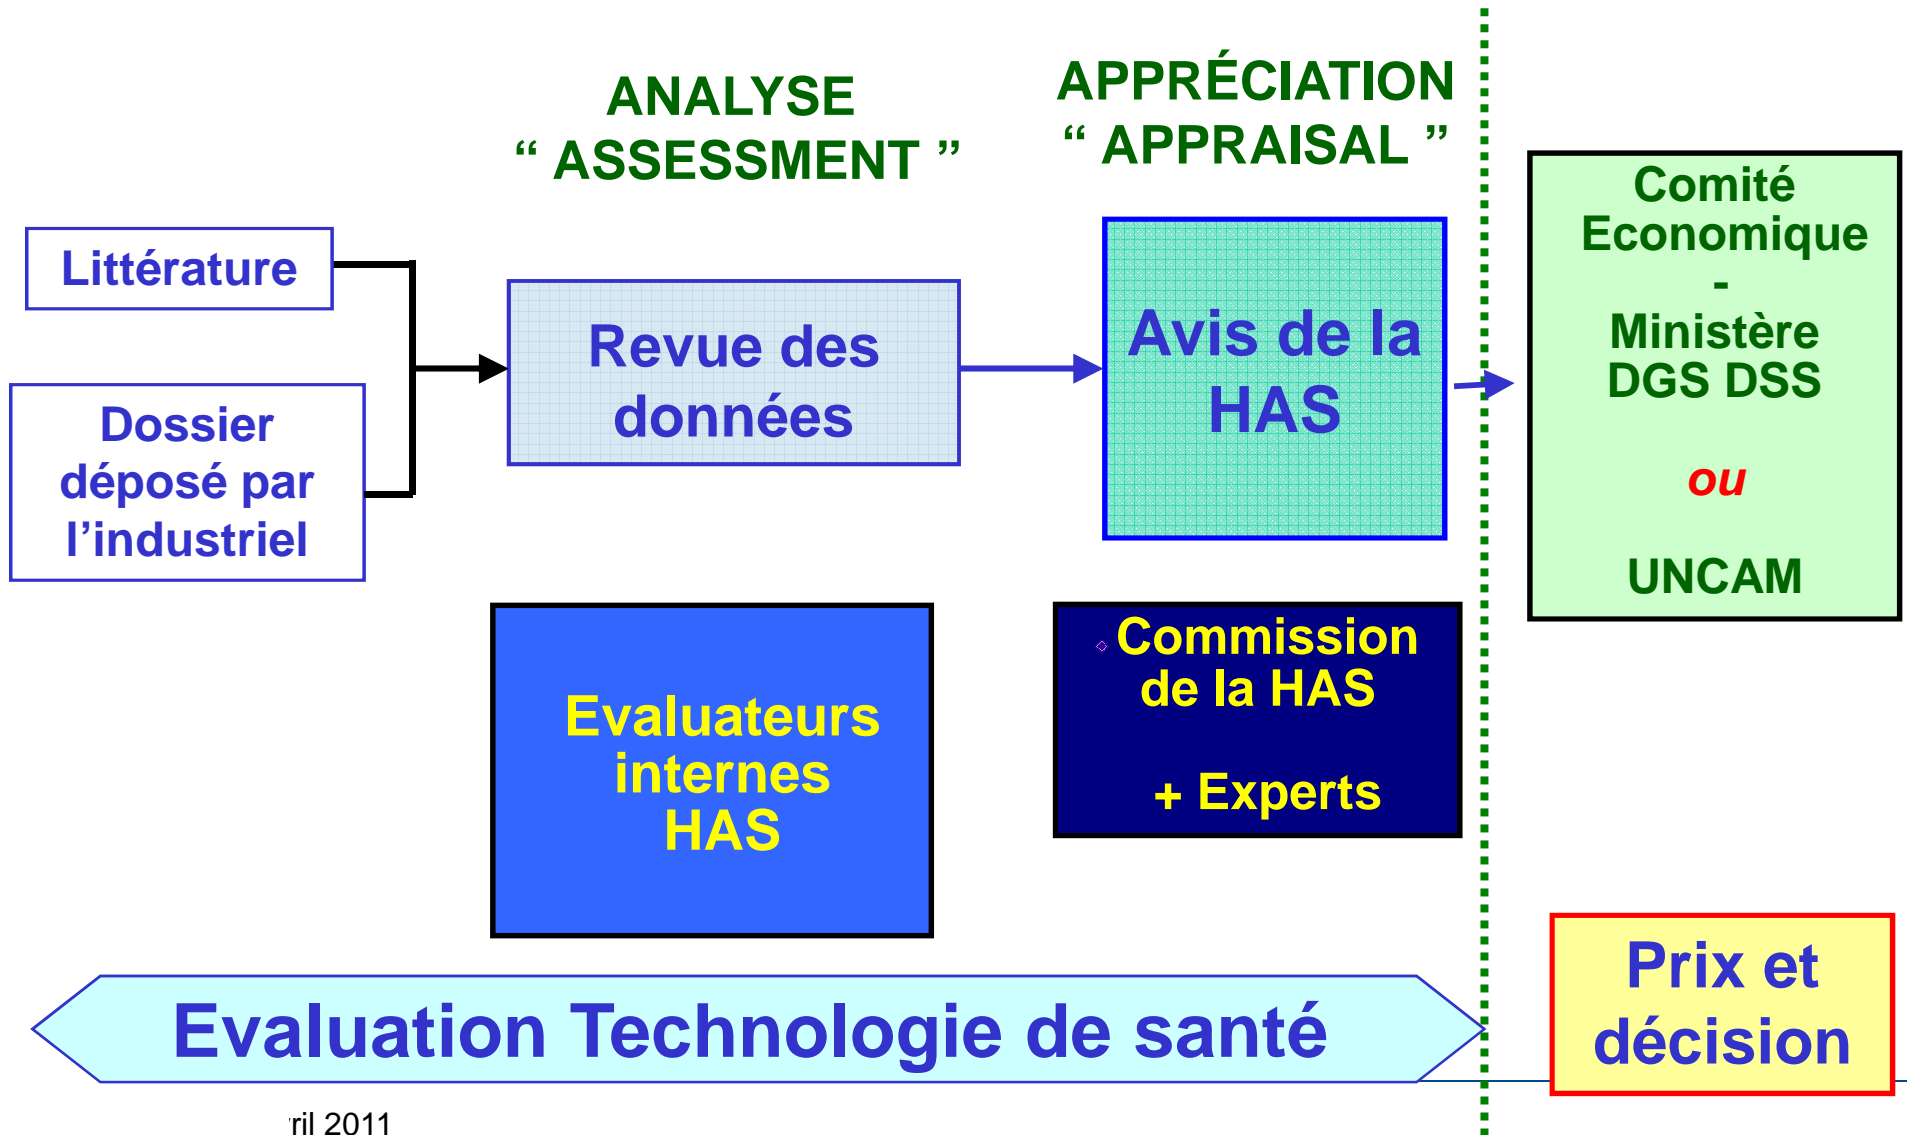 ANALYSE
“ ASSESSMENT ”
APPRÉCIATION
“ APPRAISAL ”
Littérature
Dossier
déposé par
l’industriel
Revue des
données
Avis de la
HAS
Comité
Economique
-
Ministère
DGS DSS
ou
UNCAM
Evaluateurs
internes
HAS
Commission
de la HAS
+ Experts
Evaluation Technologie de santé
Prix et
décision
ril 2011